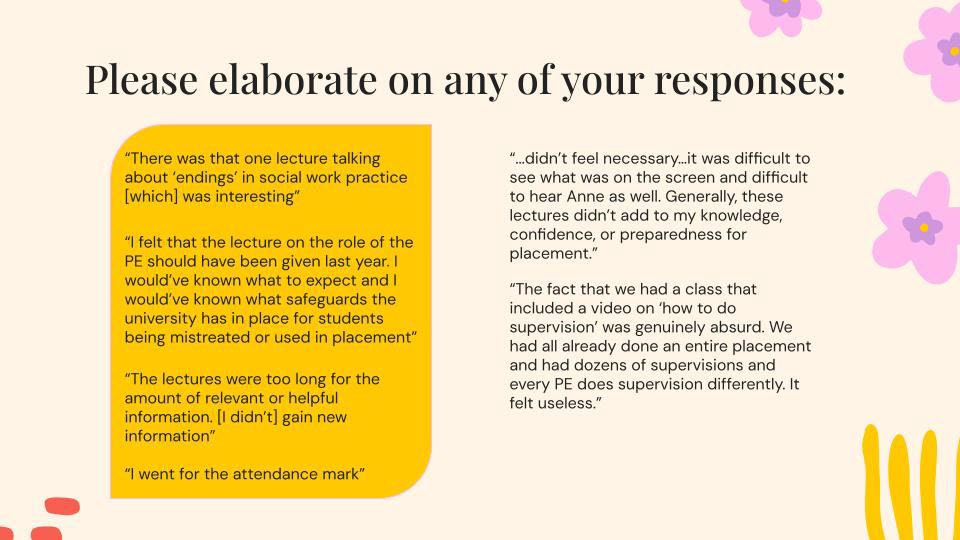 Please elaborate on any of your responses:
“There was that one lecture talking
about ‘endings’ in social work practice
[which] was interesting”
“I felt that the lecture on the role of the
PE should have been given last year. I
would’ve known what to expect and I
would’ve known what safeguards the
university has in place for students
being mistreated or used in placement”
“The lectures were too long for the
amount of relevant or helpful
information. [I didn’t] gain new
information”
“I went for the attendance mark”
“...didn’t feel necessary...it was difficult to
see what was on the screen and difficult
to hear Anne as well. Generally, these
lectures didn’t add to my knowledge,
confidence, or preparedness for
placement.”
“The fact that we had a class that
included a video on ‘how to do
supervision’ was genuinely absurd. We
had all already done an entire placement
and had dozens of supervisions and
every PE does supervision differently. It
felt useless.”